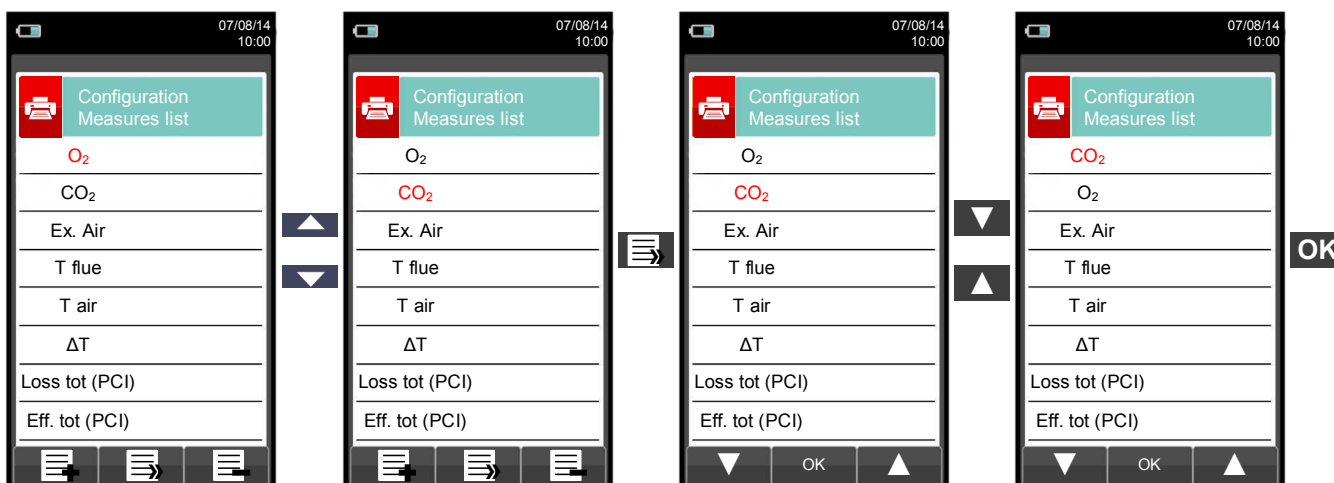 07/08/14
10:00
Configuration
Measures list
O₂
CO₂
Ex. Air
T flue
T air
ΔT
Loss tot (PCI)
Eff. tot (PCI)
07/08/14
10:00
Configuration
Measures list
O₂
CO₂
Ex. Air
T flue
T air
ΔT
Loss tot (PCI)
Eff. tot (PCI)
07/08/14
10:00
Configuration
Measures list
O₂
CO₂
Ex. Air
T flue
T air
ΔT
Loss tot (PCI)
Eff. tot (PCI)
OK
07/08/14
10:00
Configuration
Measures list
CO₂
O₂
Ex. Air
T flue
T air
ΔT
Loss tot (PCI)
Eff. tot (PCI)
OK
OK